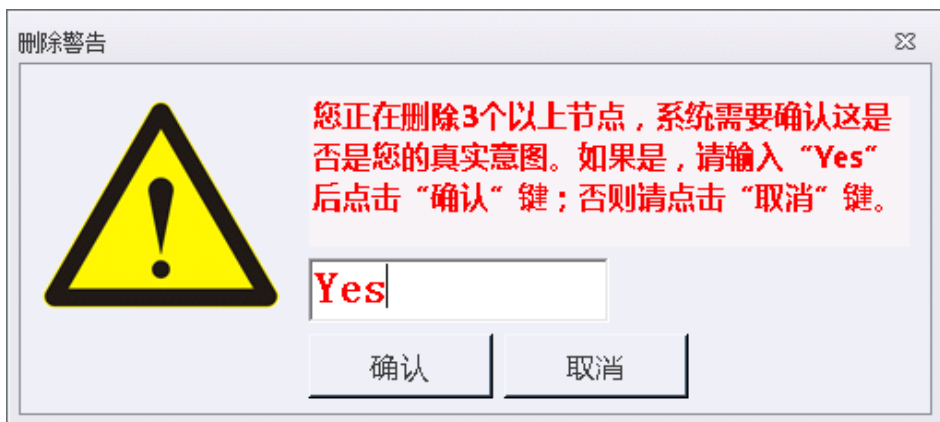 删除警告
您正在删除3个以上节点，系统需要确认这是
否是您的真实意图。如果是，请输入“Yes”
后点击“确认”键；否则请点击“取消”键。
Yes
确认 取消